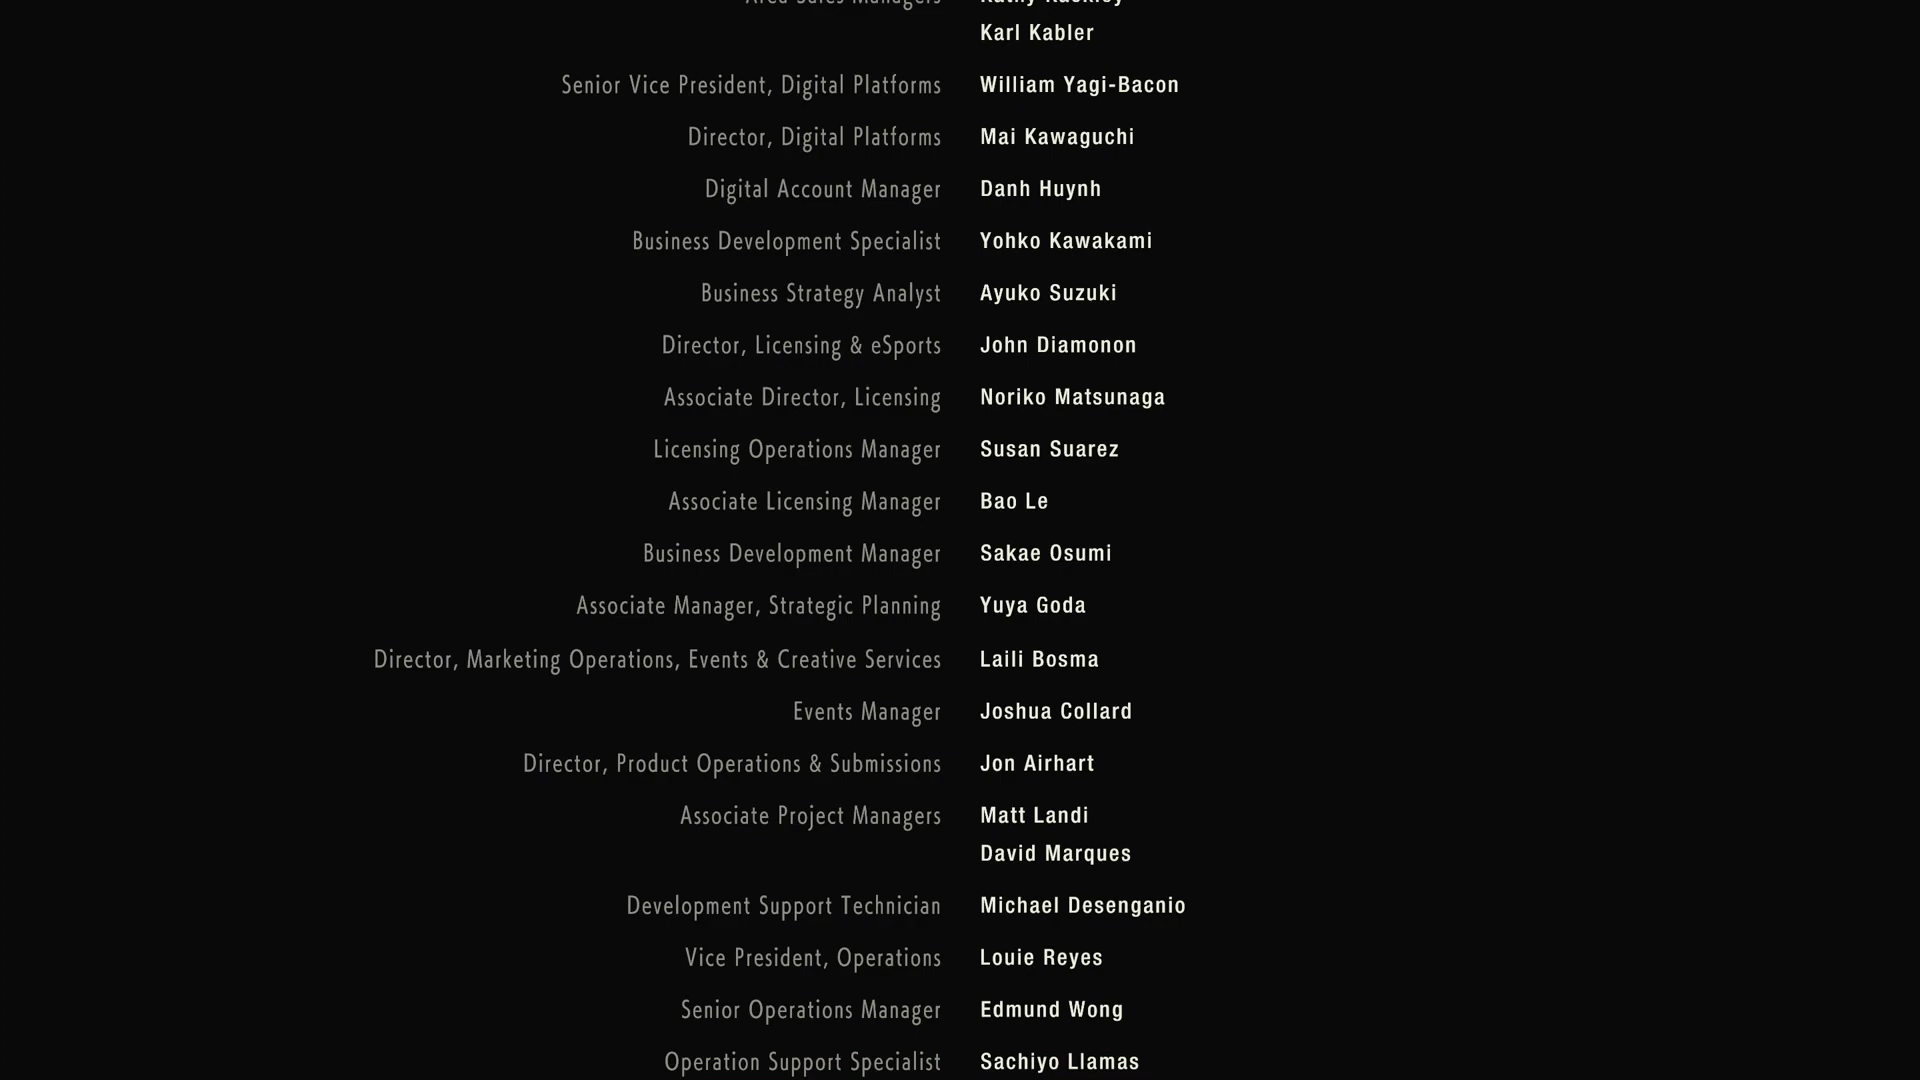 Area Sales Managers
Karl Kabler
Senior Vice President, Digital Platforms William Yagi-Bacon
Director, Digital Platforms Mai Kawaguchi
Digital Account Manager Danh Huynh
Business Development Specialist Yohko Kawakami
Business Strategy Analyst Ayuko Suzuki
Director, Licensing & eSports John Diamonon
Associate Director, Licensing Noriko Matsunaga
Licensing Operations Manager Susan Suarez
Associate Licensing Manager Bao Le
Business Development Manager Sakae Osumi
Associate Manager, Strategic Planning Yuya Goda
Director, Marketing Operations, Events & Creative Services Laili Bosma
Events Manager Joshua Collard
Director, Product Operations & Submissions Jon Airhart
Associate Project Managers Matt Landi
David Marques
Development Support Technician Michael Desenganio
Vice President, Operations Louie Reyes
Senior Operations Manager Edmund Wong
Operation Support Specialist Sachiyo Llamas